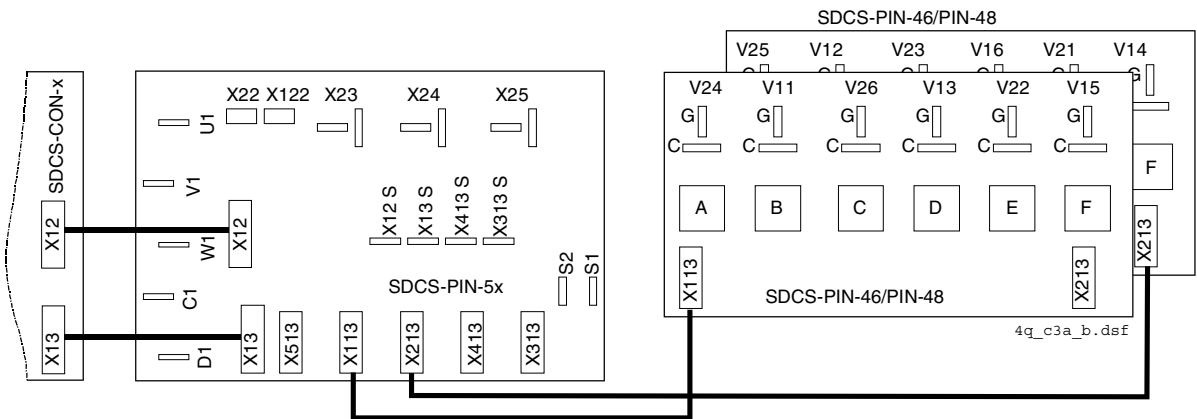 SDCS-PIN-46/PIN-48
V25 V12 V23 V16 V21 V14
G G
F
X213
V24 V11 V26 V13 V22 V15
G G G G G G
C C C C C C
A B C D E F
X113
X213
SDCS-PIN-46/PIN-48
4q_c3a_b.dsf
SDCS-CON-x
X12
X13
U1
V1
W1
C1
D1
X22 X122 X23 X24 X25
X12
X12 S X13 S X413 S X313 S
SDCS-PIN-5x
S2 S1
X13 X513 X113 X213 X413 X313